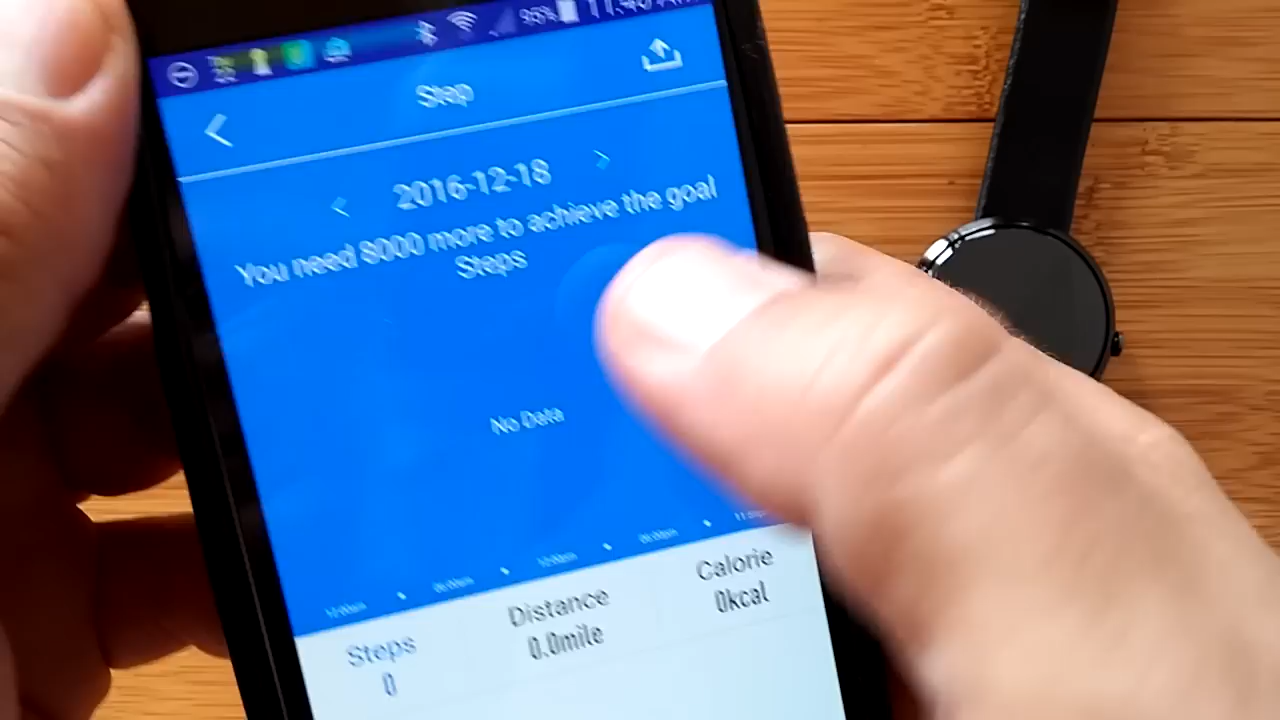 95%
Step
2016-12-18
You need 8000 more to achieve the goal
Steps
No Data
Steps
0
Distance
0.0mile
Calorie
0kcal